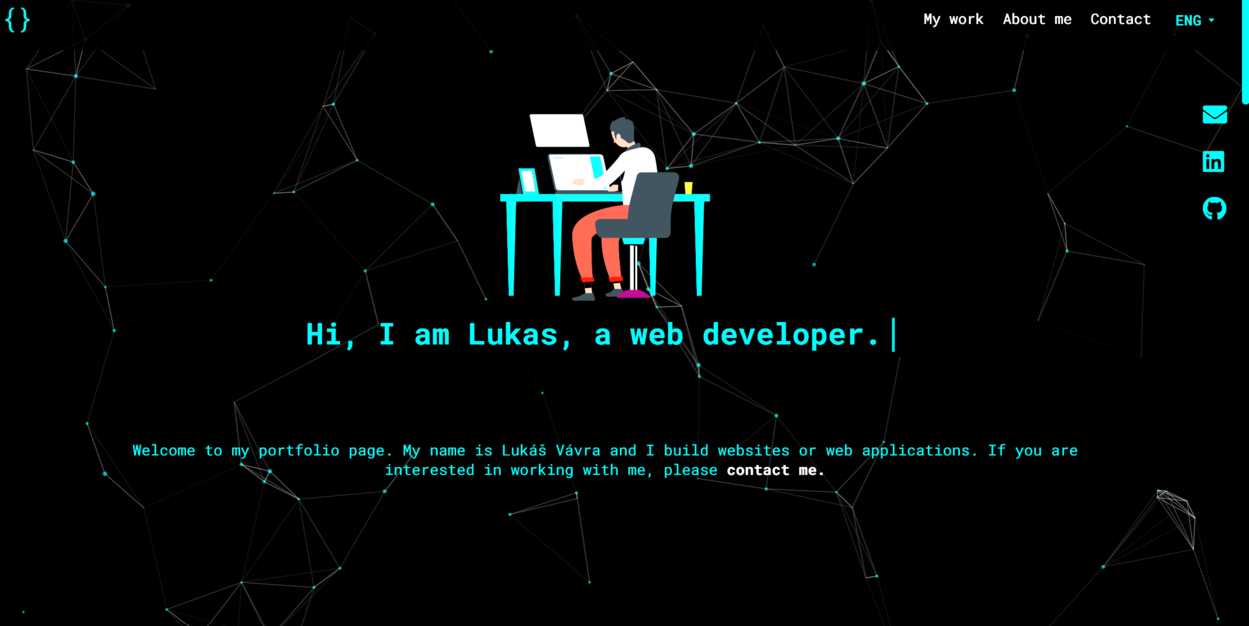 {}
My work About me Contact ENG
Hi, I am Lukas, a web developer.|
Welcome to my portfolio page. My name is Lukáš Vávra and I build websites or web applications. If you are
interested in working with me, please contact me.
in